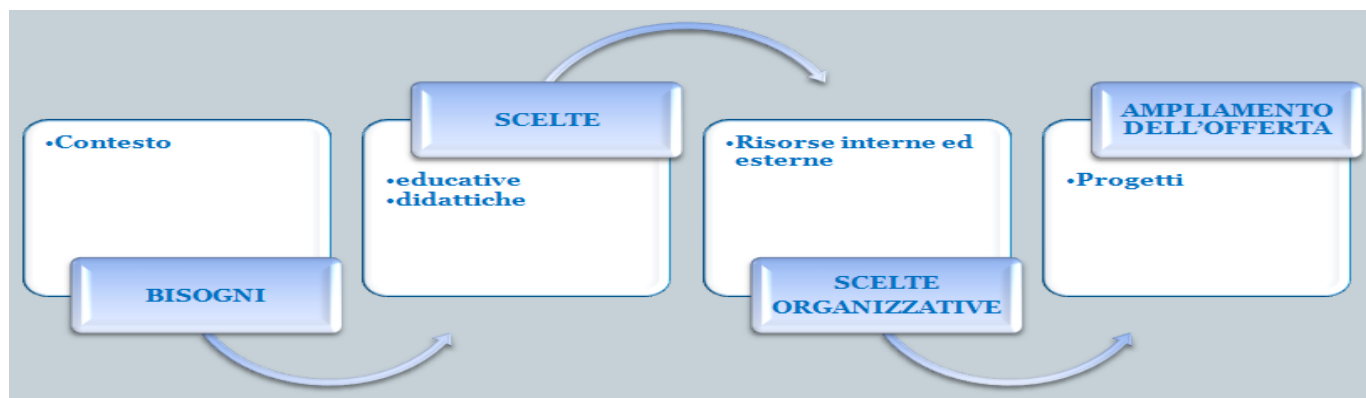 •Contesto
BISOGNI
SCELTE
•educative
•didattiche
•Risorse interne ed
esterne
SCELTE
ORGANIZZATIVE
AMPLIAMENTO
DELL'OFFERTA
•Progetti